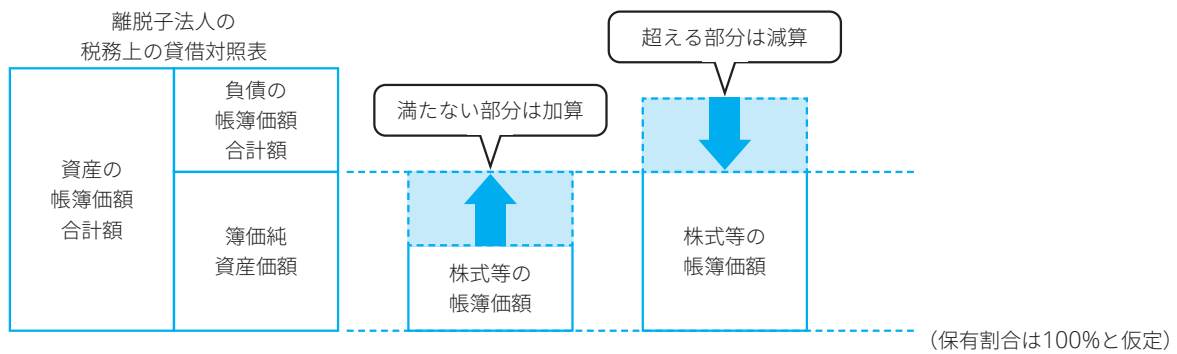 離脱子法人の
税務上の貸借対照表
資産の
帳簿価額
合計額
負債の
帳簿価額
合計額
簿価純
資産価額
満たない部分は加算
株式等の
帳簿価額
超える部分は減算
株式等の
帳簿価額
（保有割合は100%と仮定）